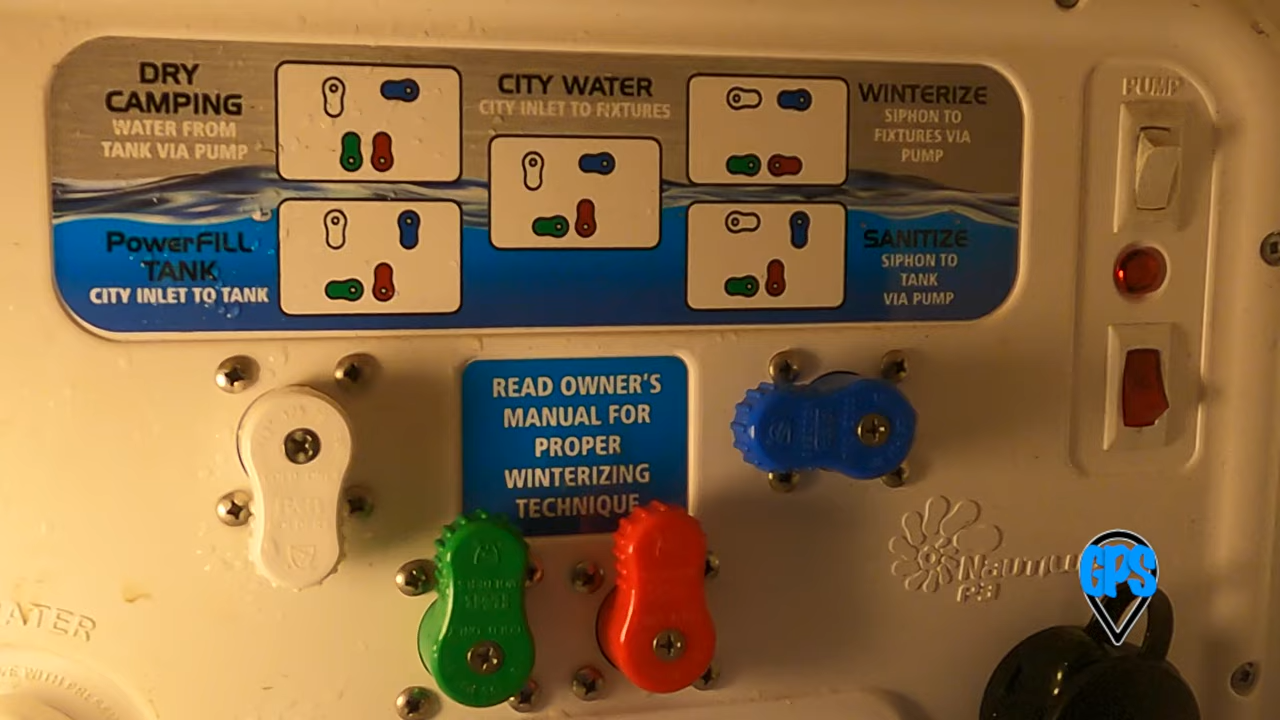 DRY
CAMPING
WATER FROM
TANK VIA PUMP
CITY WATER
CITY INLET TO FIXTURES
WINTERIZE
SIPHON TO
FIXTURES VIA
PUMP
PowerFILL
TANK
CITY INLET TO TANK
SANITIZE
SIPHON TO
TANK
VIA PUMP
PUMP
READ OWNER'S
MANUAL FOR
PROPER
WINTERIZING
TECHNIQUE
GPS
P3